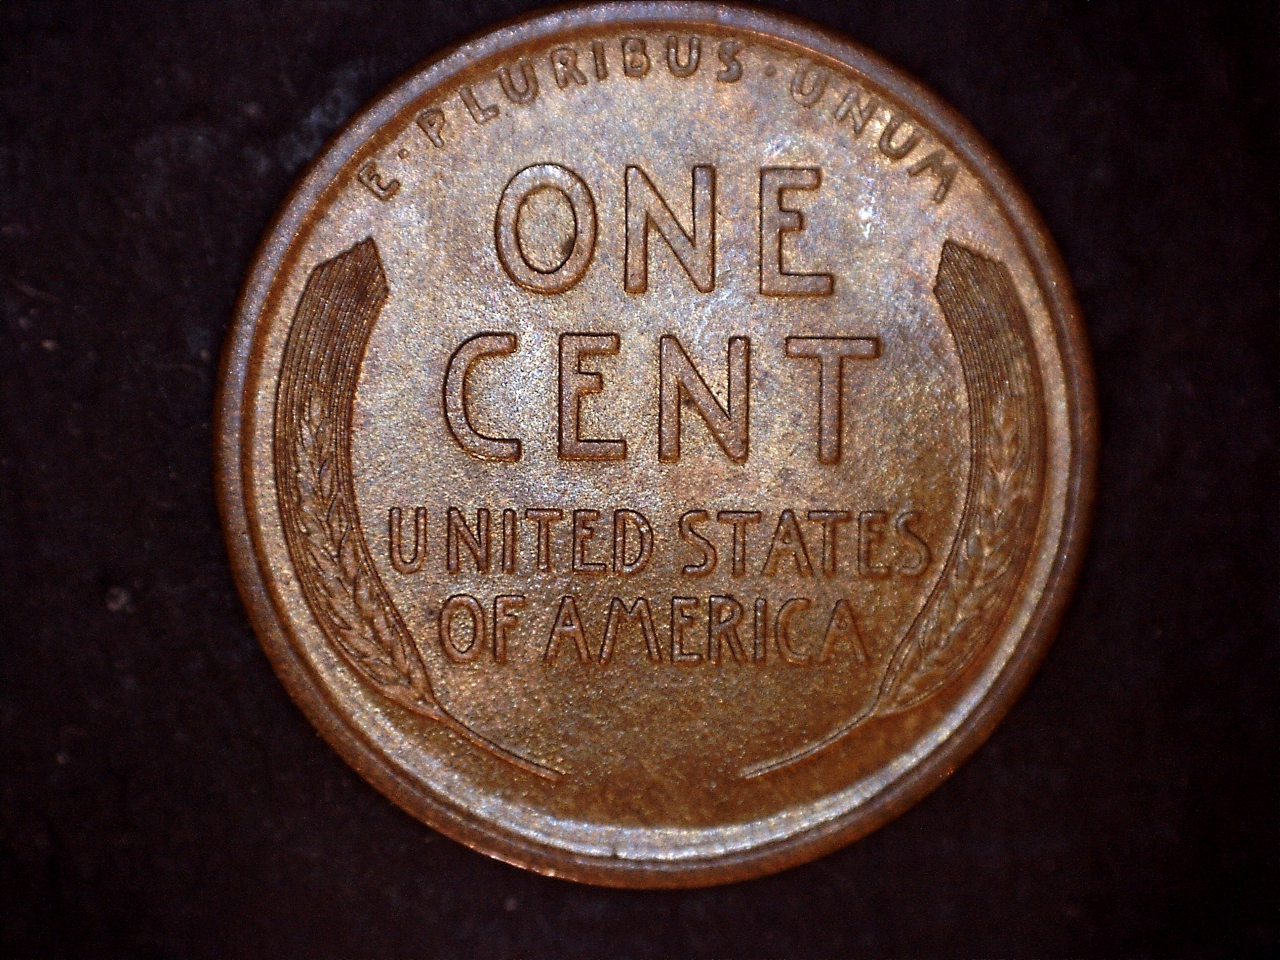 E · PLURIBUS · UNUM
ONE
CENT
UNITED STATES
OF AMERICA